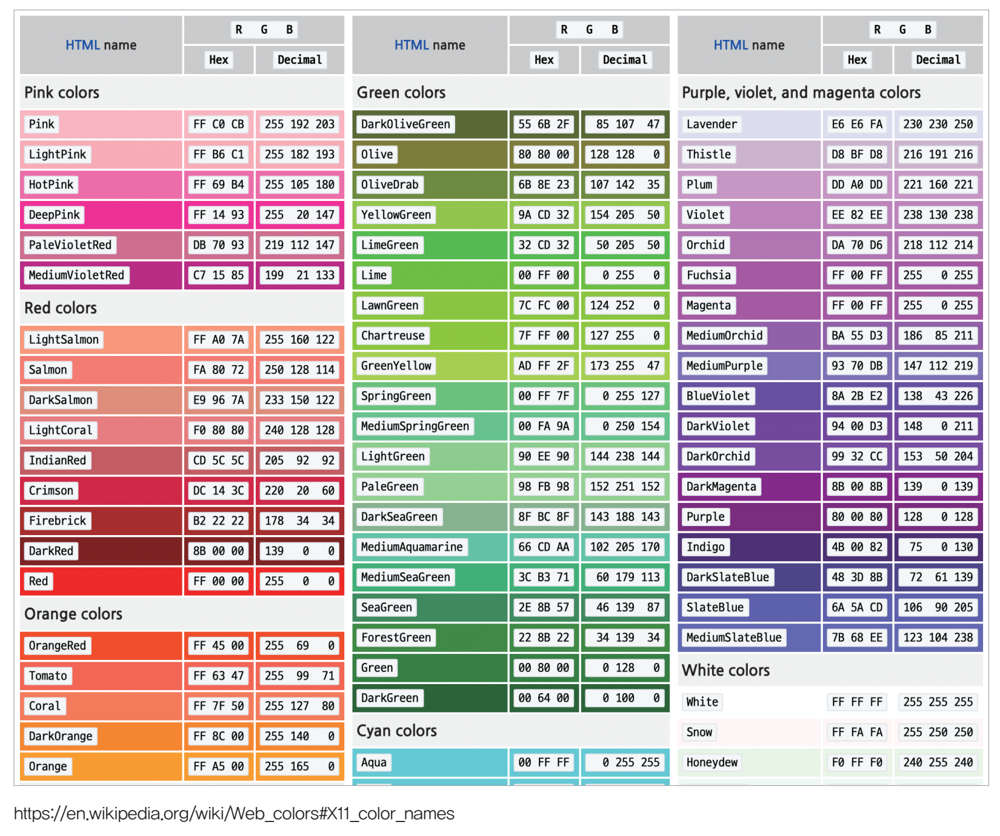 HTML name
R G B
Hex Decimal
Pink colors
Pink FF C0 CB 255 192 203
LightPink FF B6 C1 255 182 193
HotPink FF 69 B4 255 105 180
DeepPink FF 14 93 255 20 147
PaleVioletRed DB 70 93 219 112 147
MediumVioletRed C7 15 85 199 21 133
Red colors
LightSalmon FF A0 7A 255 160 122
Salmon FA 80 72 250 128 114
DarkSalmon E9 96 7A 233 150 122
LightCoral F0 80 80 240 128 128
IndianRed CD 5C 5C 205 92 92
Crimson DC 14 3C 220 20 60
Firebrick B2 22 22 178 34 34
DarkRed 8B 00 00 139 0 0
Red FF 00 00 255 0 0
Orange colors
OrangeRed FF 45 00 255 69 0
Tomato FF 63 47 255 99 71
Coral FF 7F 50 255 127 80
DarkOrange FF 8C 00 255 140 0
Orange FF A5 00 255 165 0
HTML name
R G B
Hex Decimal
Green colors
DarkOliveGreen 55 6B 2F 85 107 47
Olive 80 80 00 128 128 0
OliveDrab 6B 8E 23 107 142 35
YellowGreen 9A CD 32 154 205 50
LimeGreen 32 CD 32 50 205 50
Lime 00 FF 00 0 255 0
LawnGreen 7C FC 00 124 252 0
Chartreuse 7F FF 00 127 255 0
GreenYellow AD FF 2F 173 255 47
SpringGreen 00 FF 7F 0 255 127
MediumSpringGreen 00 FA 9A 0 250 154
LightGreen 90 EE 90 144 238 144
PaleGreen 98 FB 98 152 251 152
DarkSeaGreen 8F BC 8F 143 188 143
MediumAquamarine 66 CD AA 102 205 170
MediumSeaGreen 3C B3 71 60 179 113
SeaGreen 2E 8B 57 46 139 87
ForestGreen 22 8B 22 34 139 34
Green 00 80 00 0 128 0
DarkGreen 00 64 00 0 100 0
Cyan colors
Aqua 00 FF FF 0 255 255
HTML name
R G B
Hex Decimal
Purple, violet, and magenta colors
Lavender E6 E6 FA 230 230 250
Thistle D8 BF D8 216 191 216
Plum DD A0 DD 221 160 221
Violet EE 82 EE 238 130 238
Orchid DA 70 D6 218 112 214
Fuchsia FF 00 FF 255 0 255
Magenta FF 00 FF 255 0 255
MediumOrchid BA 55 D3 186 85 211
MediumPurple 93 70 DB 147 112 219
BlueViolet 8A 2B E2 138 43 226
DarkViolet 94 00 D3 148 0 211
DarkOrchid 99 32 CC 153 50 204
DarkMagenta 8B 00 8B 139 0 139
Purple 80 00 80 128 0 128
Indigo 4B 00 82 75 0 130
DarkSlateBlue 48 3D 8B 72 61 139
SlateBlue 6A 5A CD 106 90 205
MediumSlateBlue 7B 68 EE 123 104 238
White colors
White FF FF FF 255 255 255
Snow FF FA FA 255 250 250
Honeydew F0 FF F0 240 255 240
https://en.wikipedia.org/wiki/Web_colors#X11_color_names